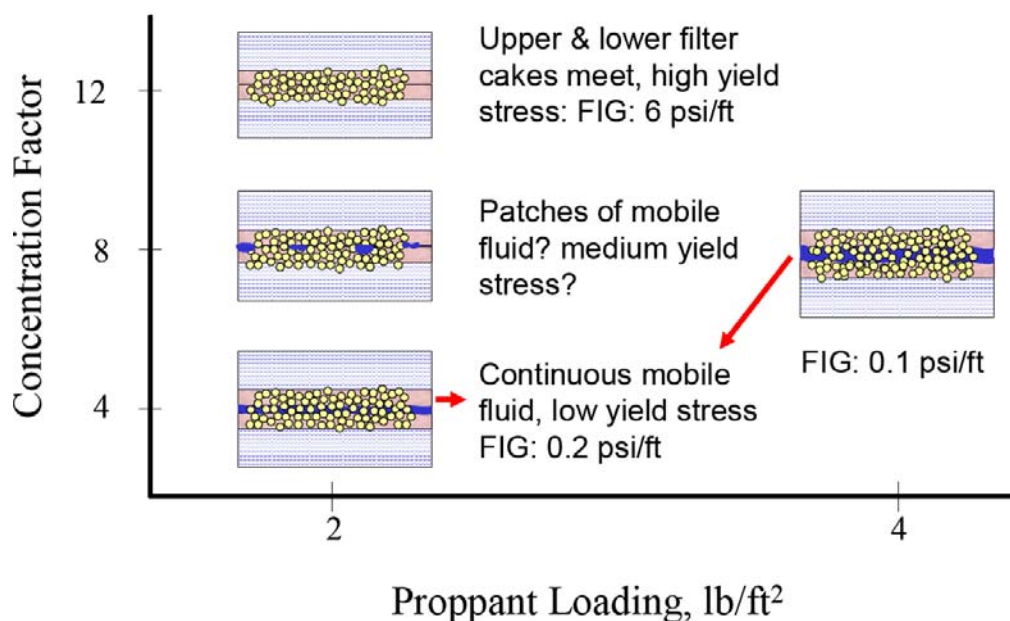 Concentration Factor
12
8
4
Upper & lower filter
cakes meet, high yield
stress: FIG: 6 psi/ft
Patches of mobile
fluid? medium yield
stress?
Continuous mobile
fluid, low yield stress
FIG: 0.2 psi/ft
FIG: 0.1 psi/ft
2
4
Proppant Loading, lb/ft²